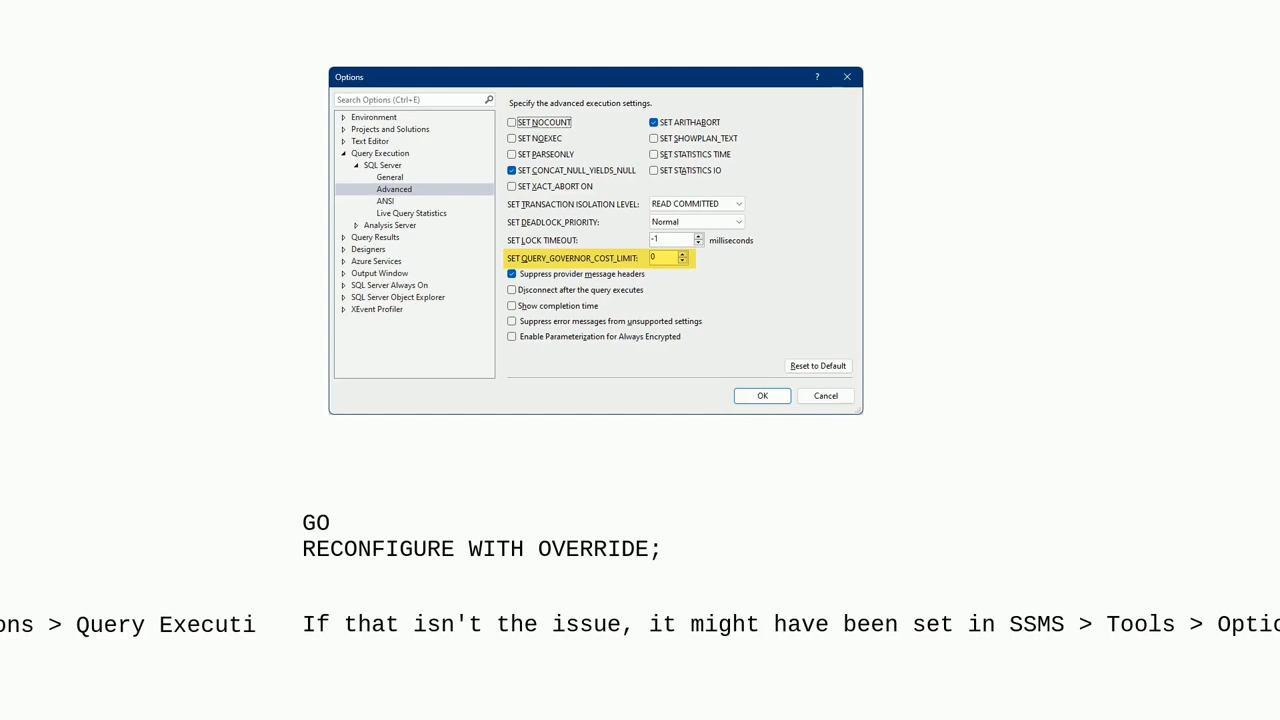 Options
?
Search Options (Ctrl+E)
Environment
Projects and Solutions
Text Editor
Query Execution
SQL Server
General
Advanced
ANSI
Live Query Statistics
Analysis Server
Query Results
Designers
Azure Services
Output Window
SQL Server Always On
SQL Server Object Explorer
XEvent Profiler
Specify the advanced execution settings.
SET NOCOUNT
SET NOEXEC
SET PARSEONLY
SET CONCAT_NULL_YIELDS_NULL
SET XACT_ABORT ON
SET ARITHABORT
SET SHOWPLAN_TEXT
SET STATISTICS TIME
SET STATISTICS IO
SET TRANSACTION ISOLATION LEVEL: READ COMMITTED
SET DEADLOCK_PRIORITY: Normal
SET LOCK TIMEOUT: -1 milliseconds
SET QUERY_GOVERNOR_COST_LIMIT: 0
Suppress provider message headers
Disconnect after the query executes
Show completion time
Suppress error messages from unsupported settings
Enable Parameterization for Always Encrypted
Reset to Default
OK Cancel
GO
RECONFIGURE WITH OVERRIDE;
ons > Query Executi If that isn't the issue, it might have been set in SSMS > Tools > Optio